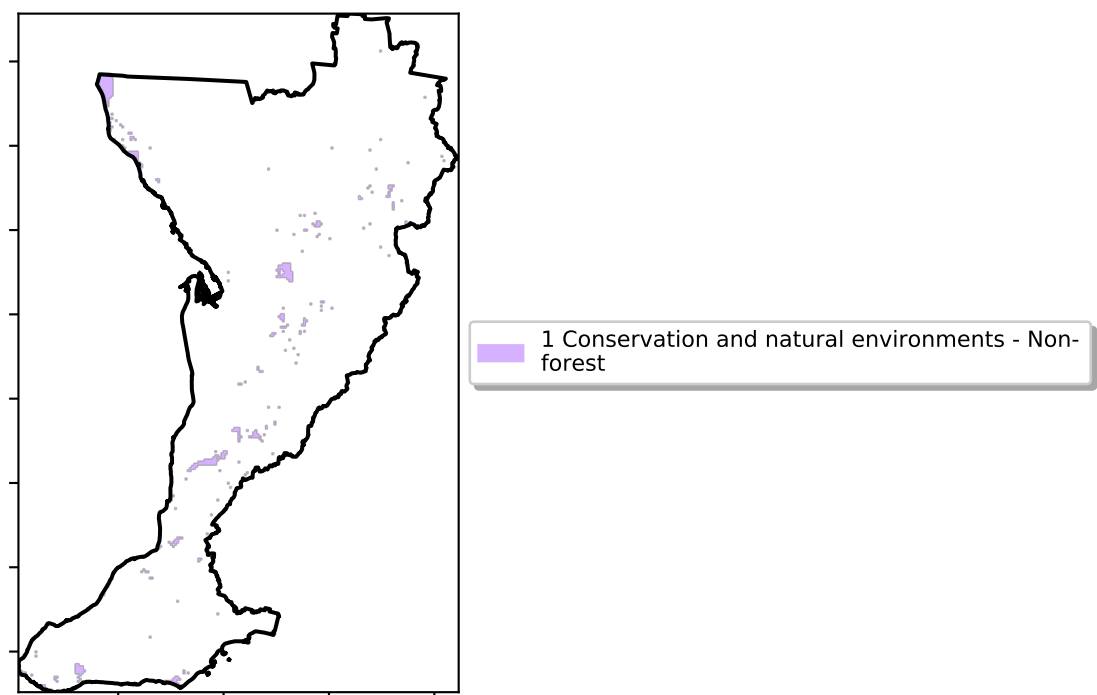 1 Conservation and natural environments - Non-
forest